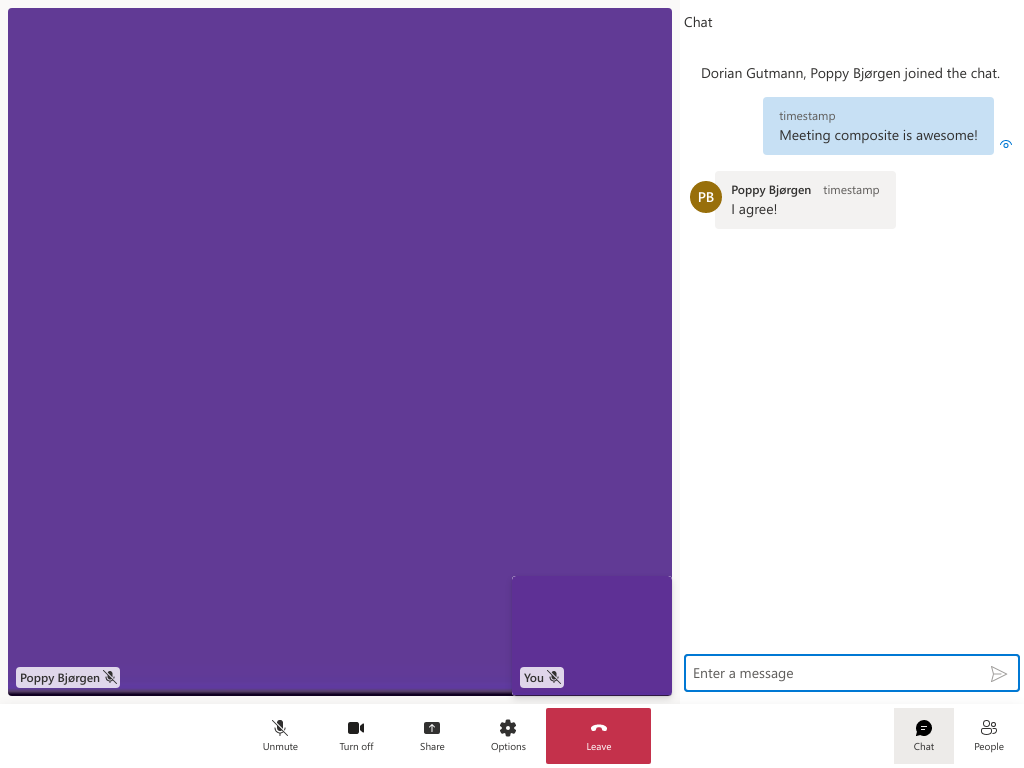 Chat
Dorian Gutmann, Poppy Bjørgen joined the chat.
timestamp
Meeting composite is awesome!
PB
Poppy Bjørgen timestamp
I agree!
Poppy Bjørgen
You
Enter a message
Unmute
Turn off
Share
Options
Leave
Chat
People